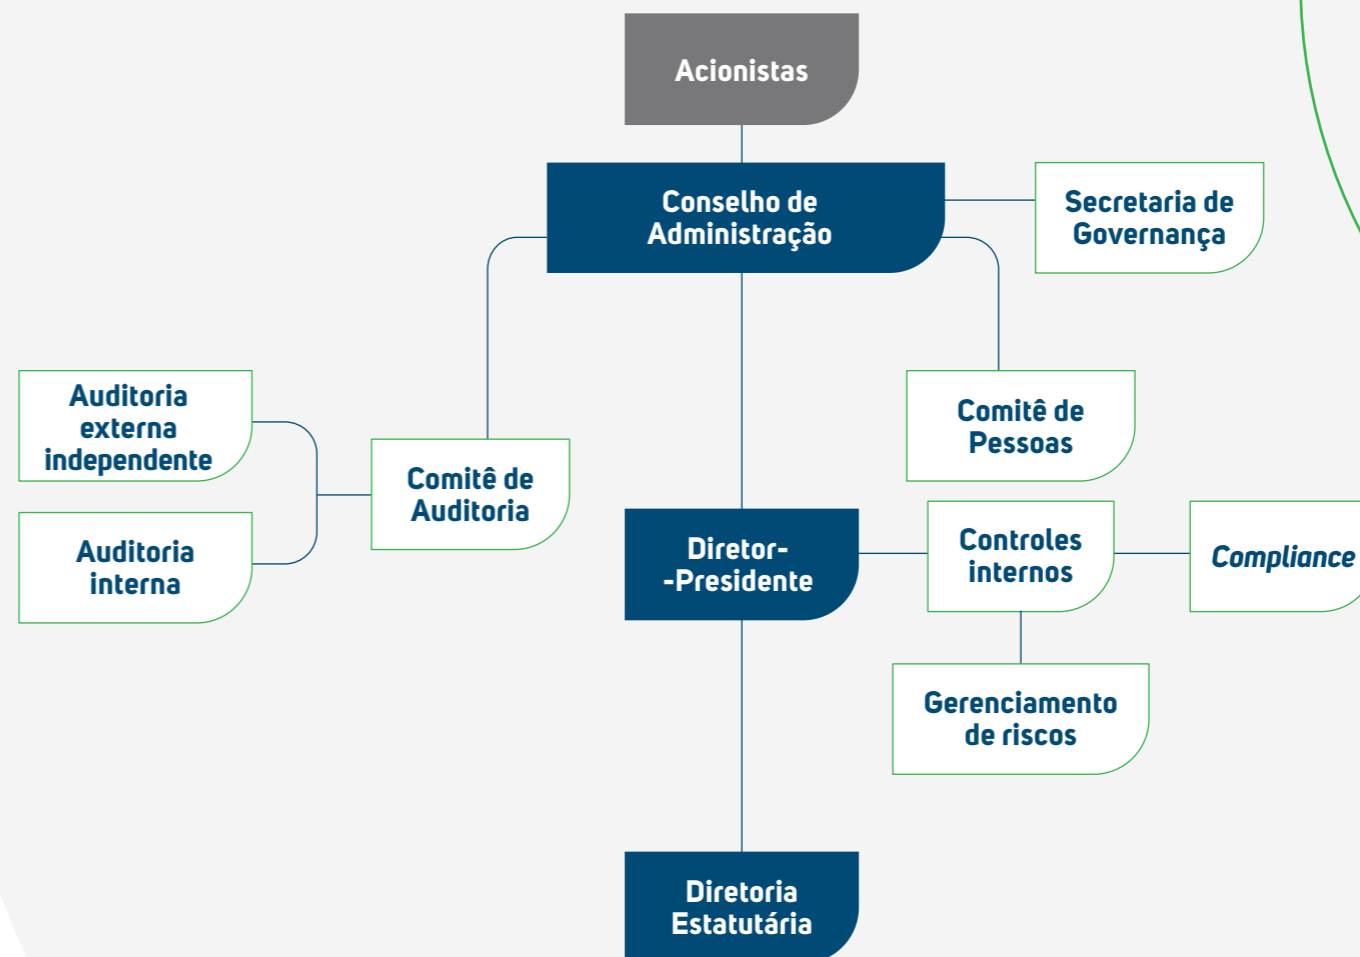 Acionistas
Conselho de
Administração
Secretaria de
Governança
Auditoria
externa
independente
Comitê de
Pessoas
Comitê de
Auditoria
Auditoria
interna
Diretor-
-Presidente
Controles
internos
Compliance
Gerenciamento
de riscos
Diretoria
Estatutária